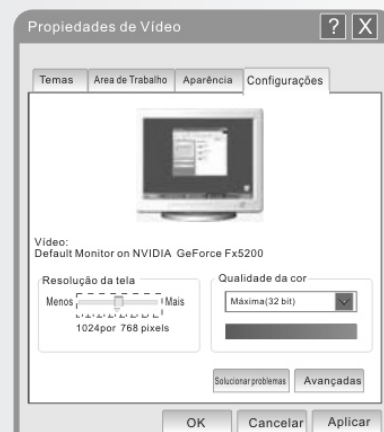 Propiedades de Vídeo ? X
Temas Area de Trabalho Aparência Configurações
Vídeo:
Default Monitor on NVIDIA GeForce Fx5200
Resolução da tela
Menos Mais
1024por 768 pixels
Qualidade da cor
Máxima(32 bit)
Solucionar problemas Avançadas
OK Cancelar Aplicar